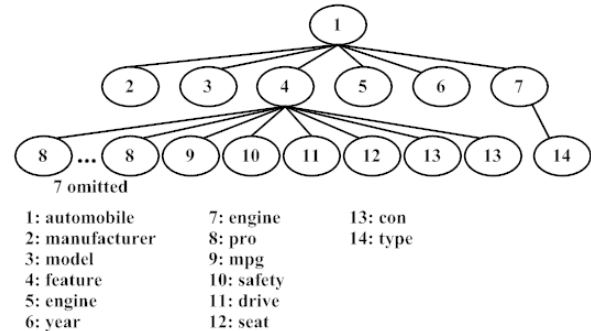 1
2 3 4 5 6 7
8 ... 8 9 10 11 12 13 13 14
7 omitted
1: automobile 7: engine 13: con
2: manufacturer 8: pro 14: type
3: model 9: mpg
4: feature 10: safety
5: engine 11: drive
6: year 12: seat